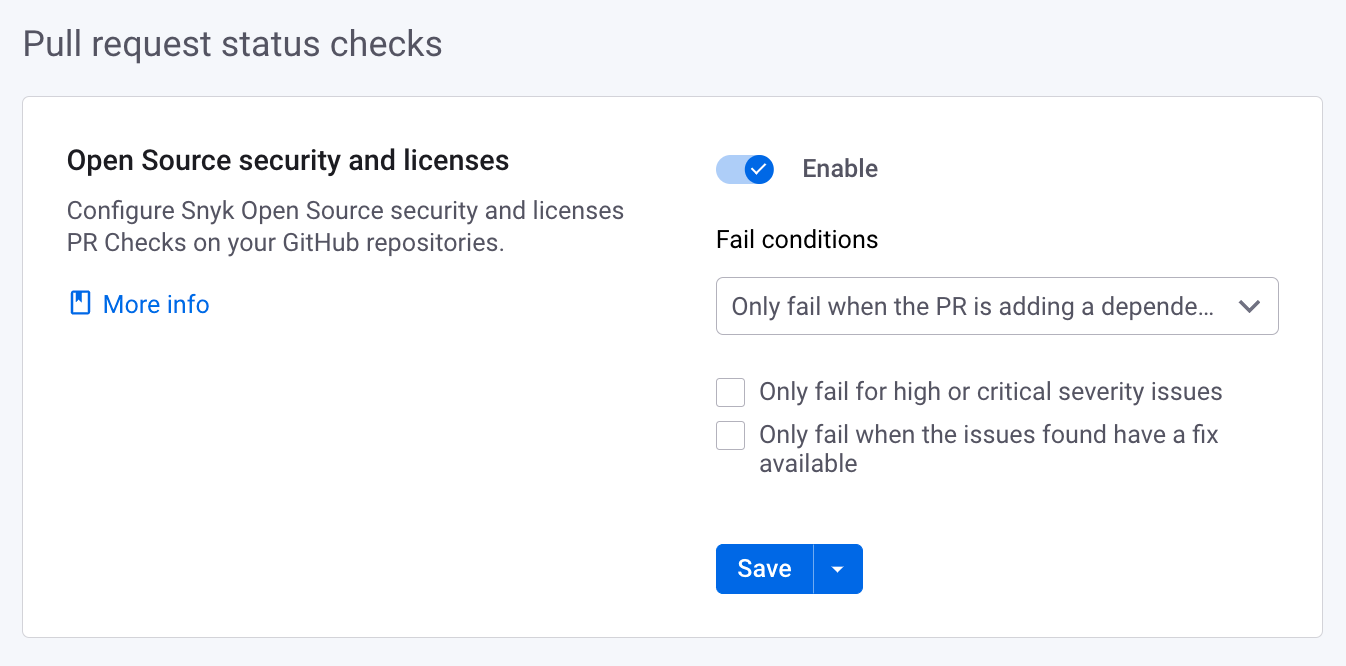 Pull request status checks
Open Source security and licenses
Configure Snyk Open Source security and licenses
PR Checks on your GitHub repositories.
More info
Enable
Fail conditions
Only fail when the PR is adding a depende...
Only fail for high or critical severity issues
Only fail when the issues found have a fix
available
Save